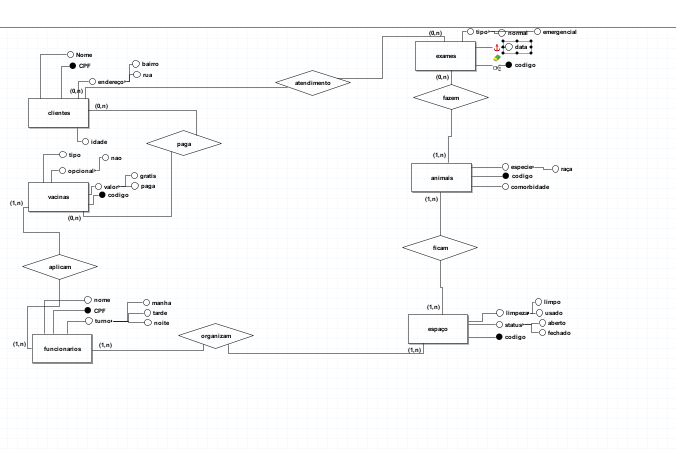 (0,n)
tipo
normal
emergencial
data
exames
codigo
(0,n)
Nome
CPF
bairro
rua
endereço
(0,n)
atendimento
fazem
clientes
(0,n)
idade
paga
(1,n)
tipo
nao
opcional
gratis
valor
paga
codigo
vacinas
(1,n)
(0,n)
especie
raça
codigo
comorbidade
animais
(1,n)
aplicam
ficam
nome
CPF
turno
manha
tarde
noite
(1,n)
funcionarios
(1,n)
organizam
(1,n)
limpo
limpeza
usado
status
aberto
fechado
codigo
espaço
(1,n)